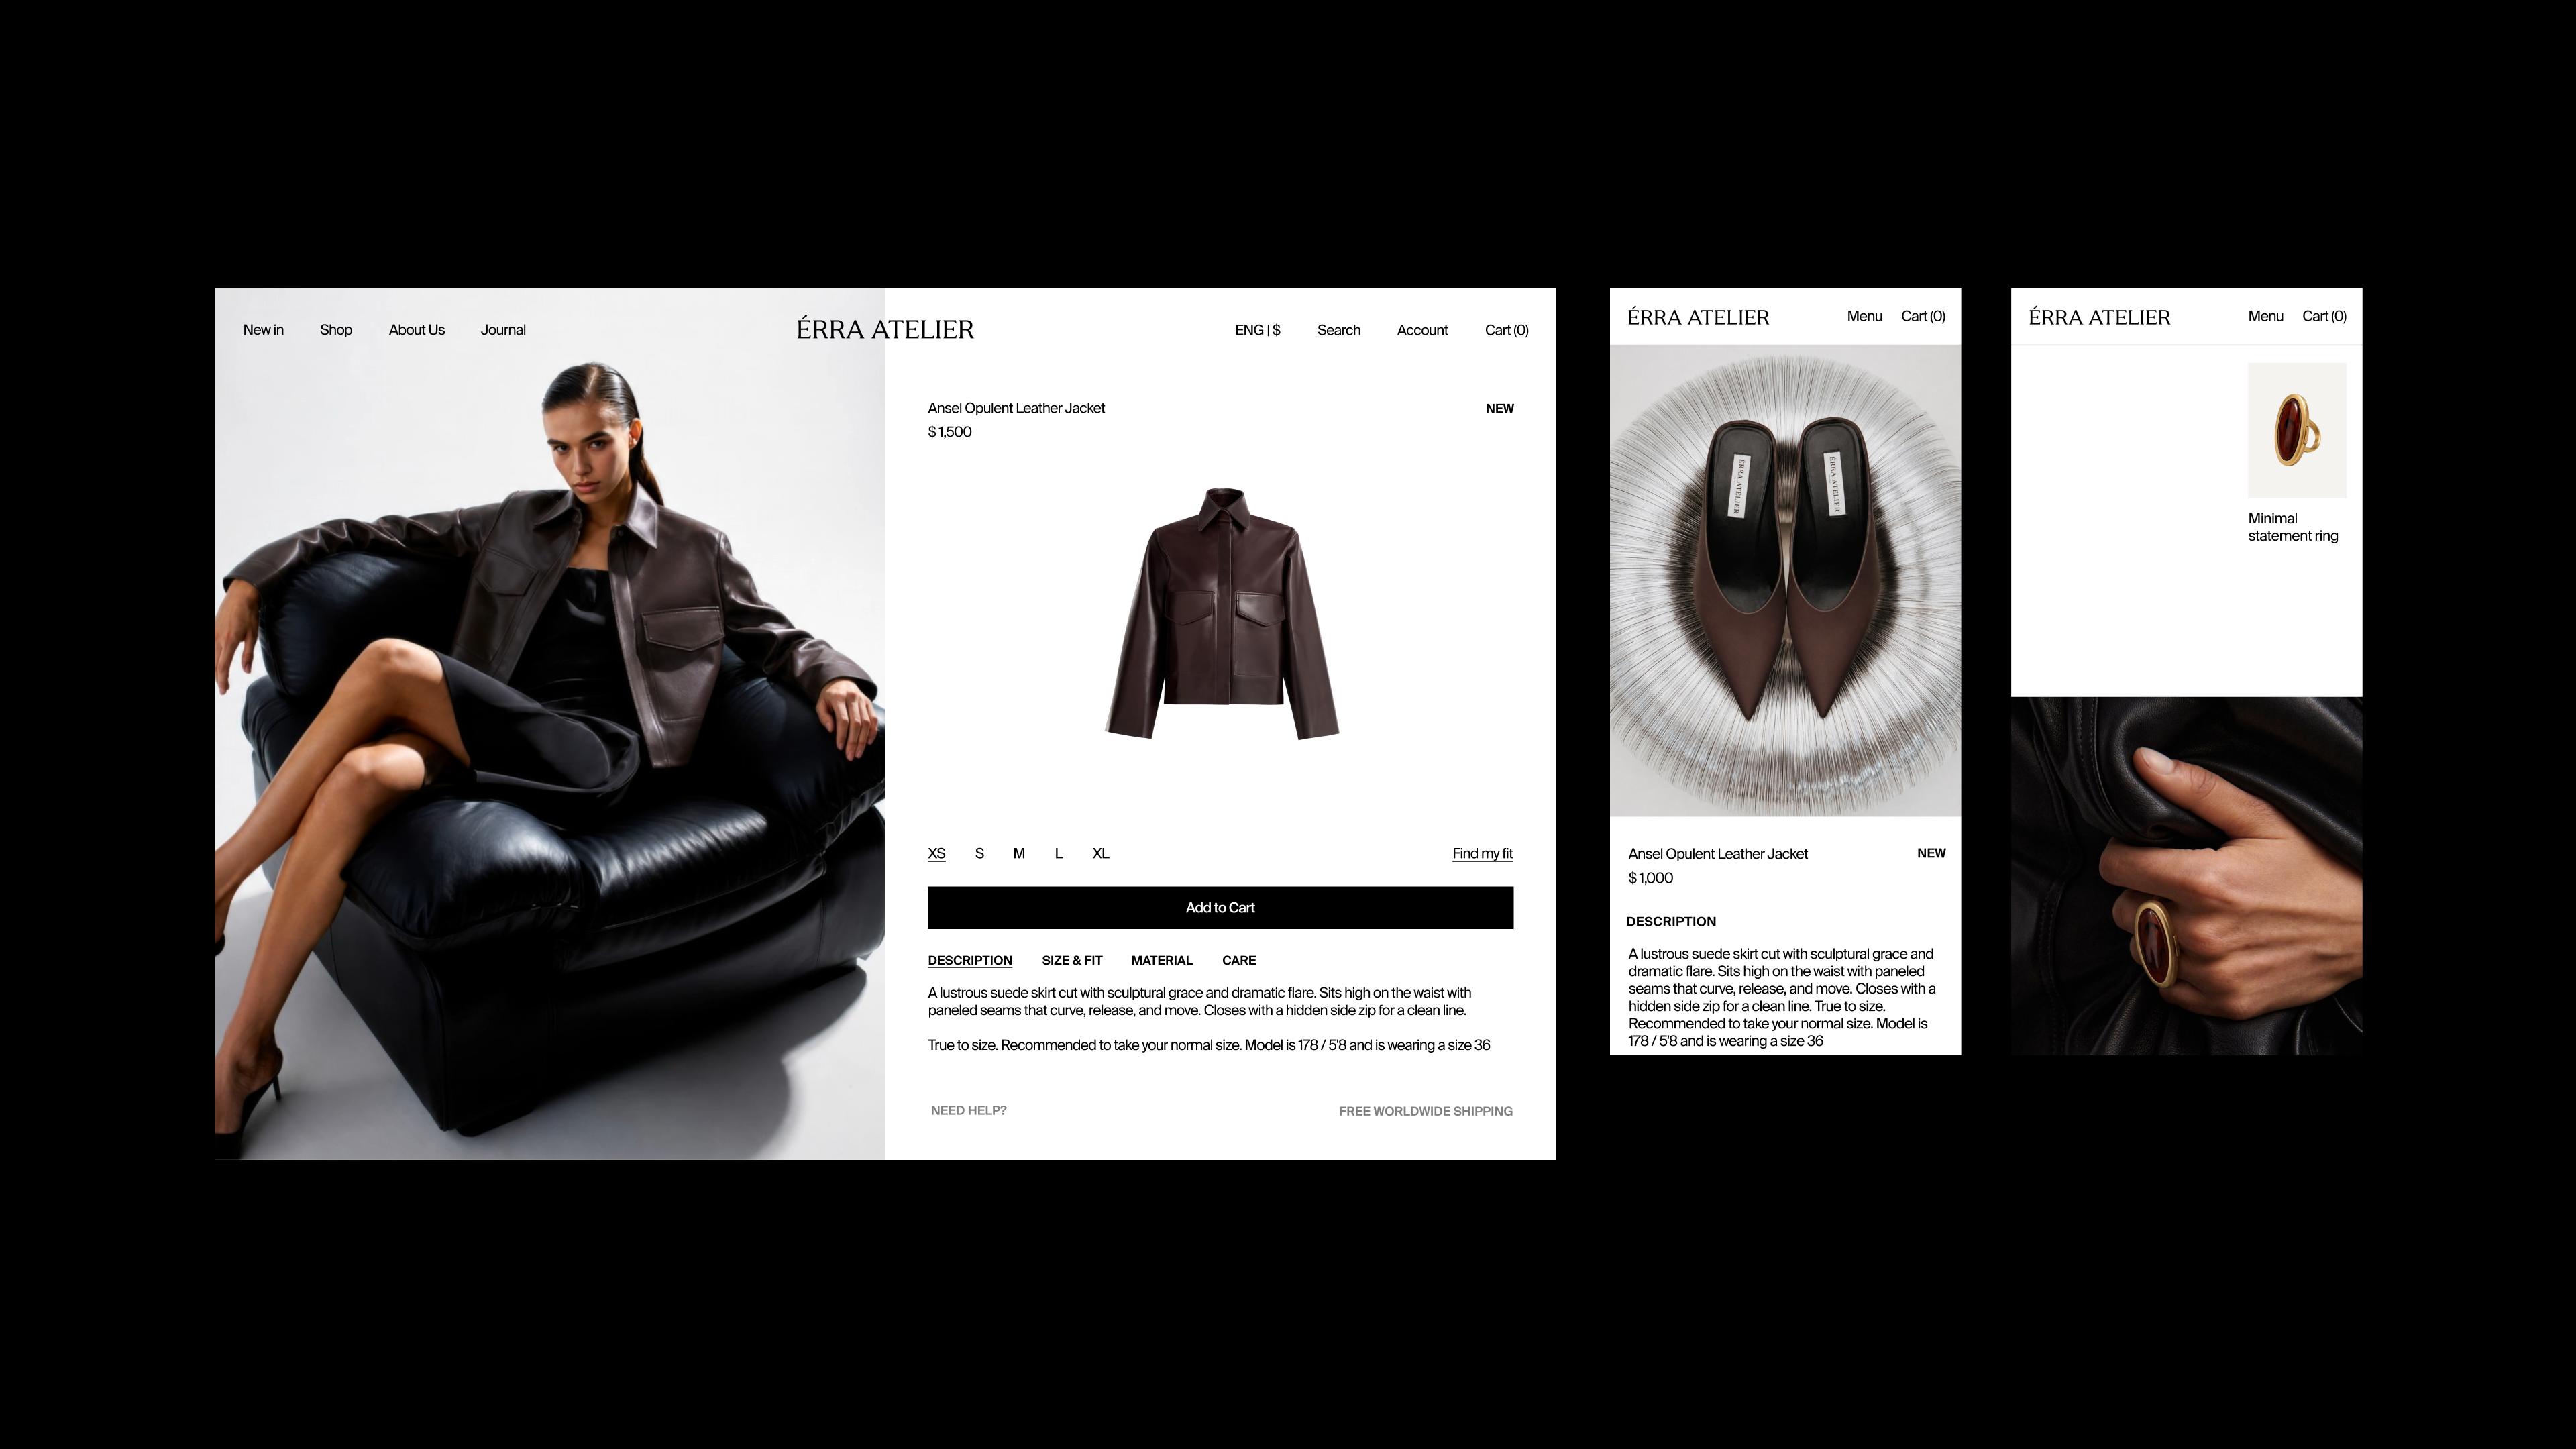 New in Shop About Us Journal ÉRRA ATELIER ENG | $ Search Account Cart (0)
Ansel Opulent Leather Jacket NEW
$ 1,500
XS S M L XL Find my fit
Add to Cart
DESCRIPTION SIZE & FIT MATERIAL CARE
A lustrous suede skirt cut with sculptural grace and dramatic flare. Sits high on the waist with
paneled seams that curve, release, and move. Closes with a hidden side zip for a clean line.
True to size. Recommended to take your normal size. Model is 178 / 5'8 and is wearing a size 36
NEED HELP? FREE WORLDWIDE SHIPPING
ÉRRA ATELIER Menu Cart (0)
ÉRRA ATELIER
ÉRRA ATELIER
Ansel Opulent Leather Jacket NEW
$ 1,000
DESCRIPTION
A lustrous suede skirt cut with sculptural grace and
dramatic flare. Sits high on the waist with paneled
seams that curve, release, and move. Closes with a
hidden side zip for a clean line. True to size.
Recommended to take your normal size. Model is
178 / 5'8 and is wearing a size 36
ÉRRA ATELIER Menu Cart (0)
Minimal
statement ring